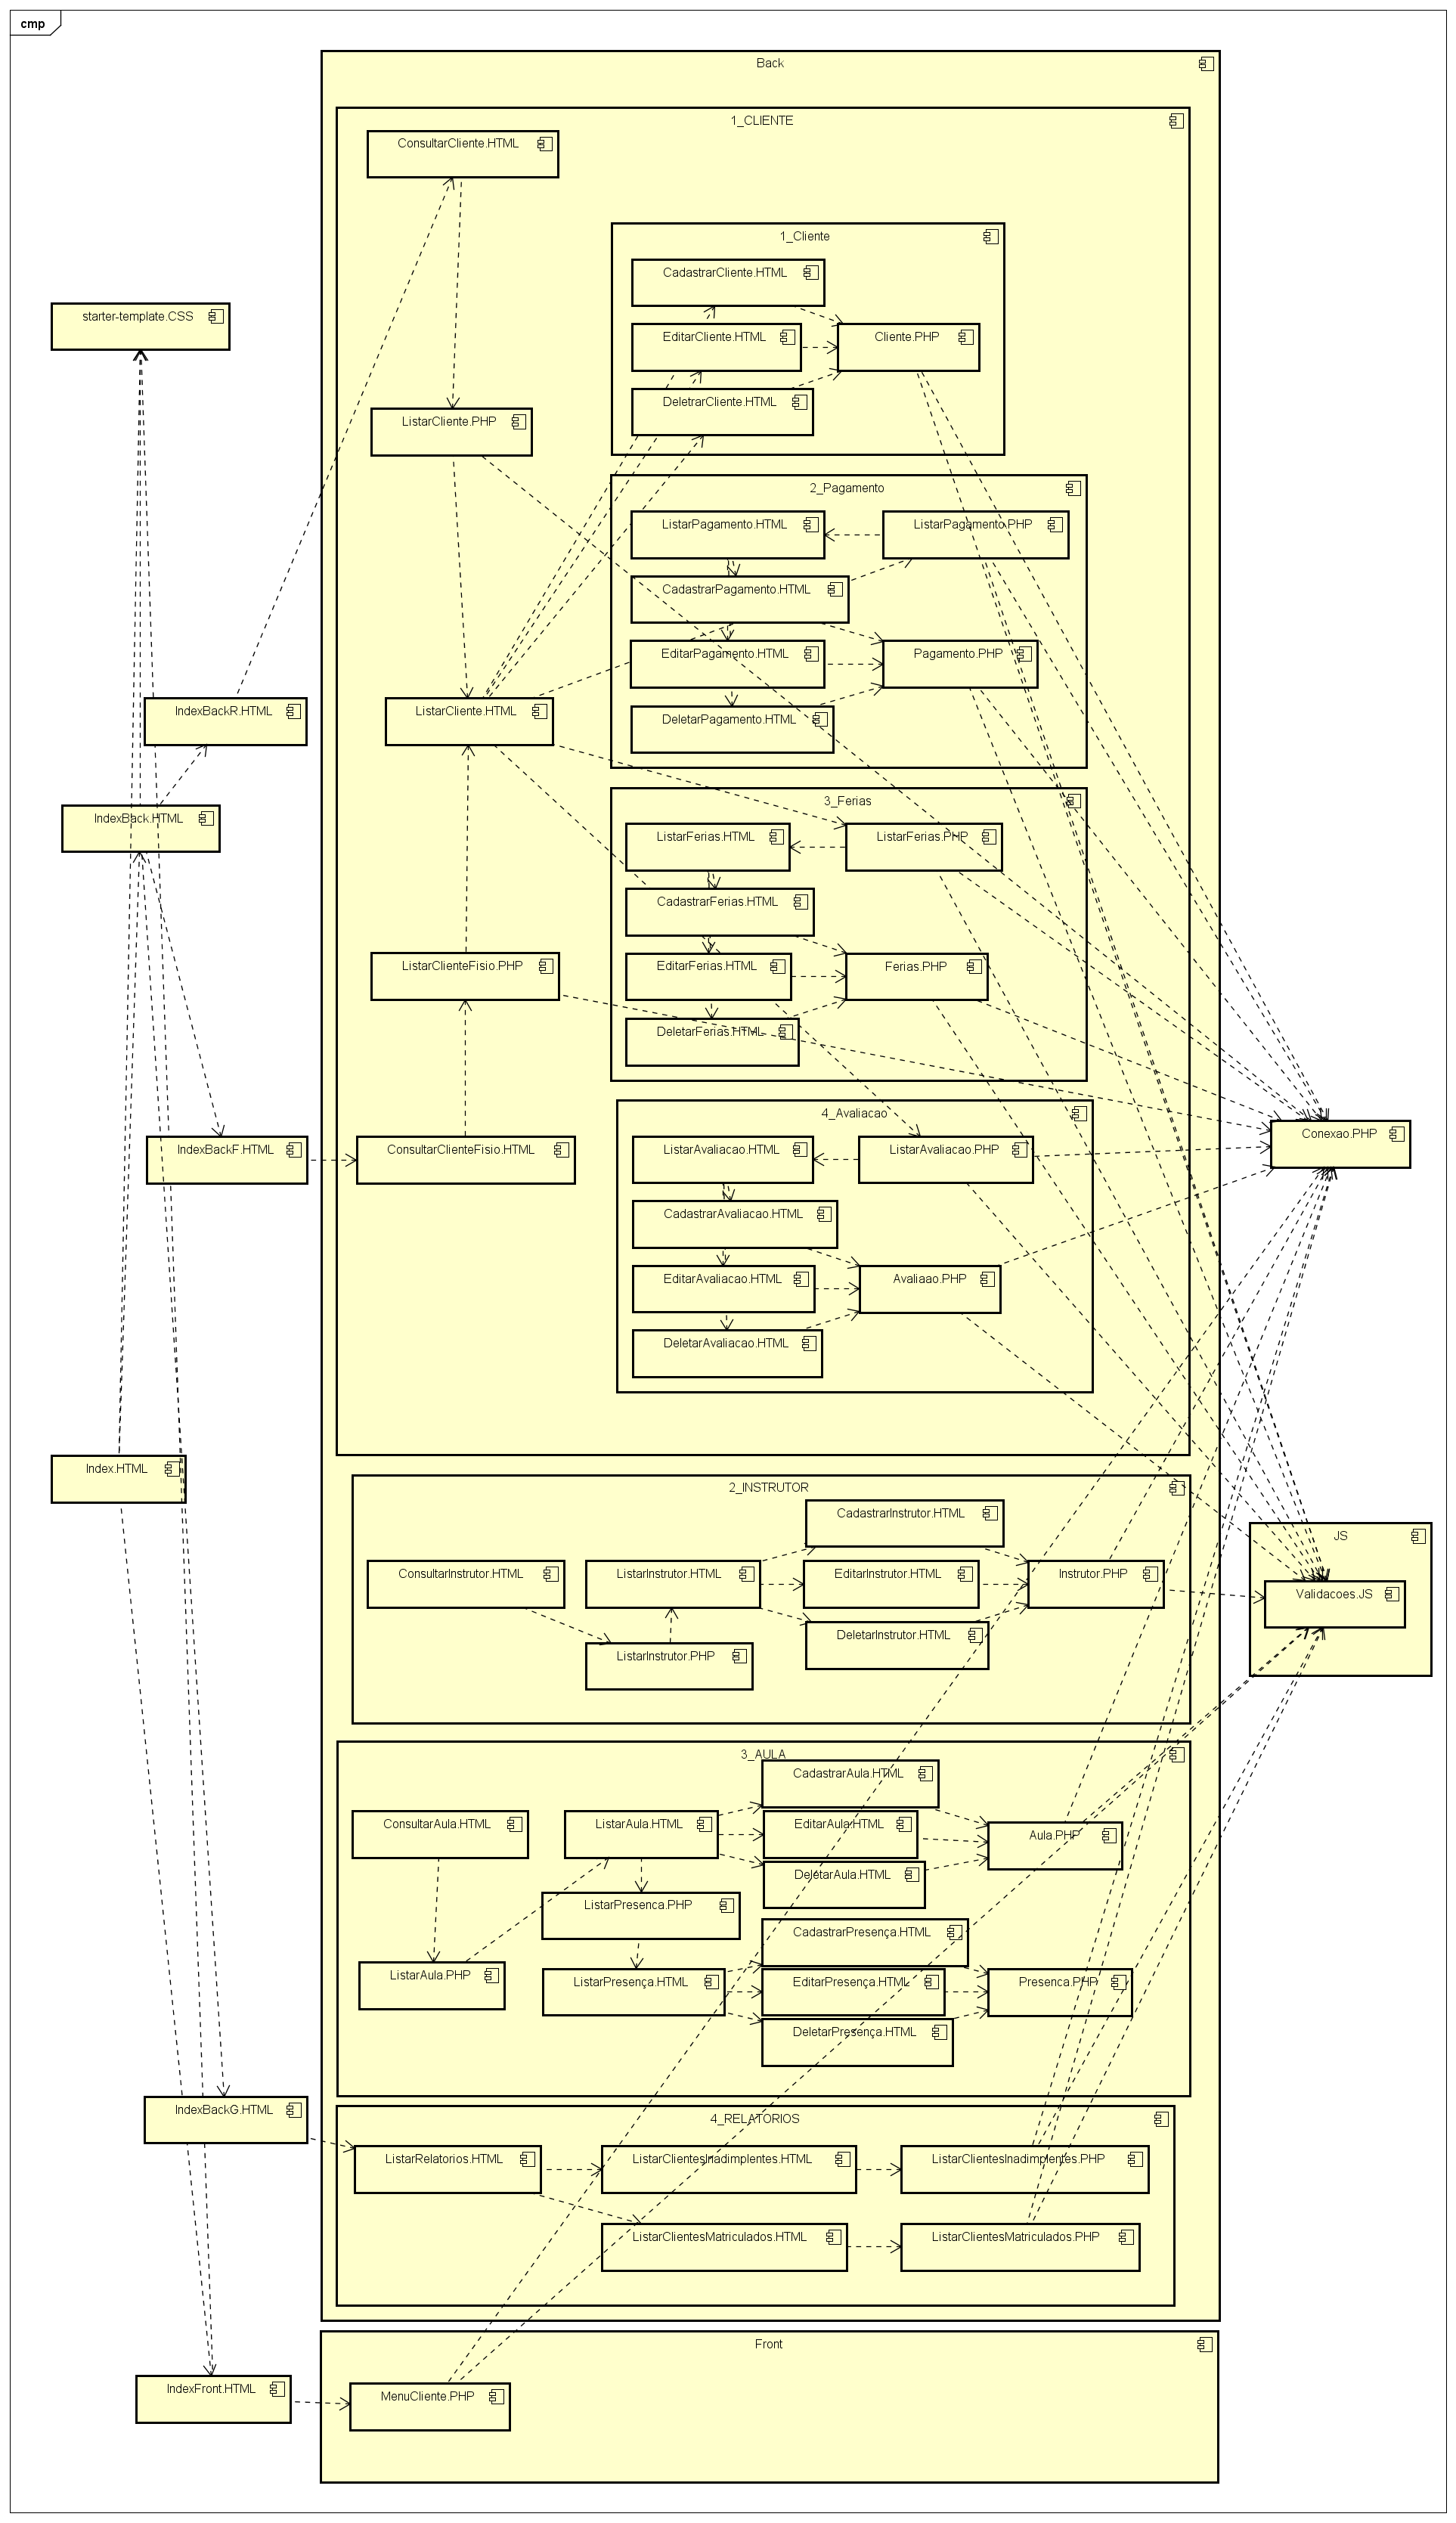 cmp
Back
1_CLIENTE
ConsultarCliente.HTML
1_Cliente
CadastrarCliente.HTML
EditarCliente.HTML
Cliente.PHP
DeletrarCliente.HTML
starter-template.CSS
ListarCliente.PHP
2_Pagamento
ListarPagamento.HTML
ListarPagamento.PHP
CadastrarPagamento.HTML
EditarPagamento.HTML
Pagamento.PHP
DeletarPagamento.HTML
IndexBackR.HTML
ListarCliente.HTML
IndexBack.HTML
3_Ferias
ListarFerias.HTML
ListarFerias.PHP
CadastrarFerias.HTML
ListarClienteFisio.PHP
EditarFerias.HTML
Ferias.PHP
DeletarFerias.HTML
4_Avaliacao
IndexBackF.HTML
ConsultarClienteFisio.HTML
ListarAvaliacao.HTML
ListarAvaliacao.PHP
Conexao.PHP
CadastrarAvaliacao.HTML
EditarAvaliacao.HTML
Avaliaao.PHP
DeletarAvaliacao.HTML
Index.HTML
2_INSTRUTOR
CadastrarInstrutor.HTML
ConsultarInstrutor.HTML
ListarInstrutor.HTML
EditarInstrutor.HTML
Instrutor.PHP
ListarInstrutor.PHP
DeletarInstrutor.HTML
JS
Validacoes.JS
3_AULA
CadastrarAula.HTML
ConsultarAula.HTML
ListarAula.HTML
EditarAula.HTML
Aula.PHP
DeletarAula.HTML
ListarPresenca.PHP
CadastrarPresença.HTML
ListarAula.PHP
ListarPresença.HTML
EditarPresença.HTML
Presenca.PHP
DeletarPresença.HTML
IndexBackG.HTML
4_RELATORIOS
ListarRelatorios.HTML
ListarClientesInadimplentes.HTML
ListarClientesInadimplentes.PHP
ListarClientesMatriculados.HTML
ListarClientesMatriculados.PHP
Front
IndexFront.HTML
MenuCliente.PHP